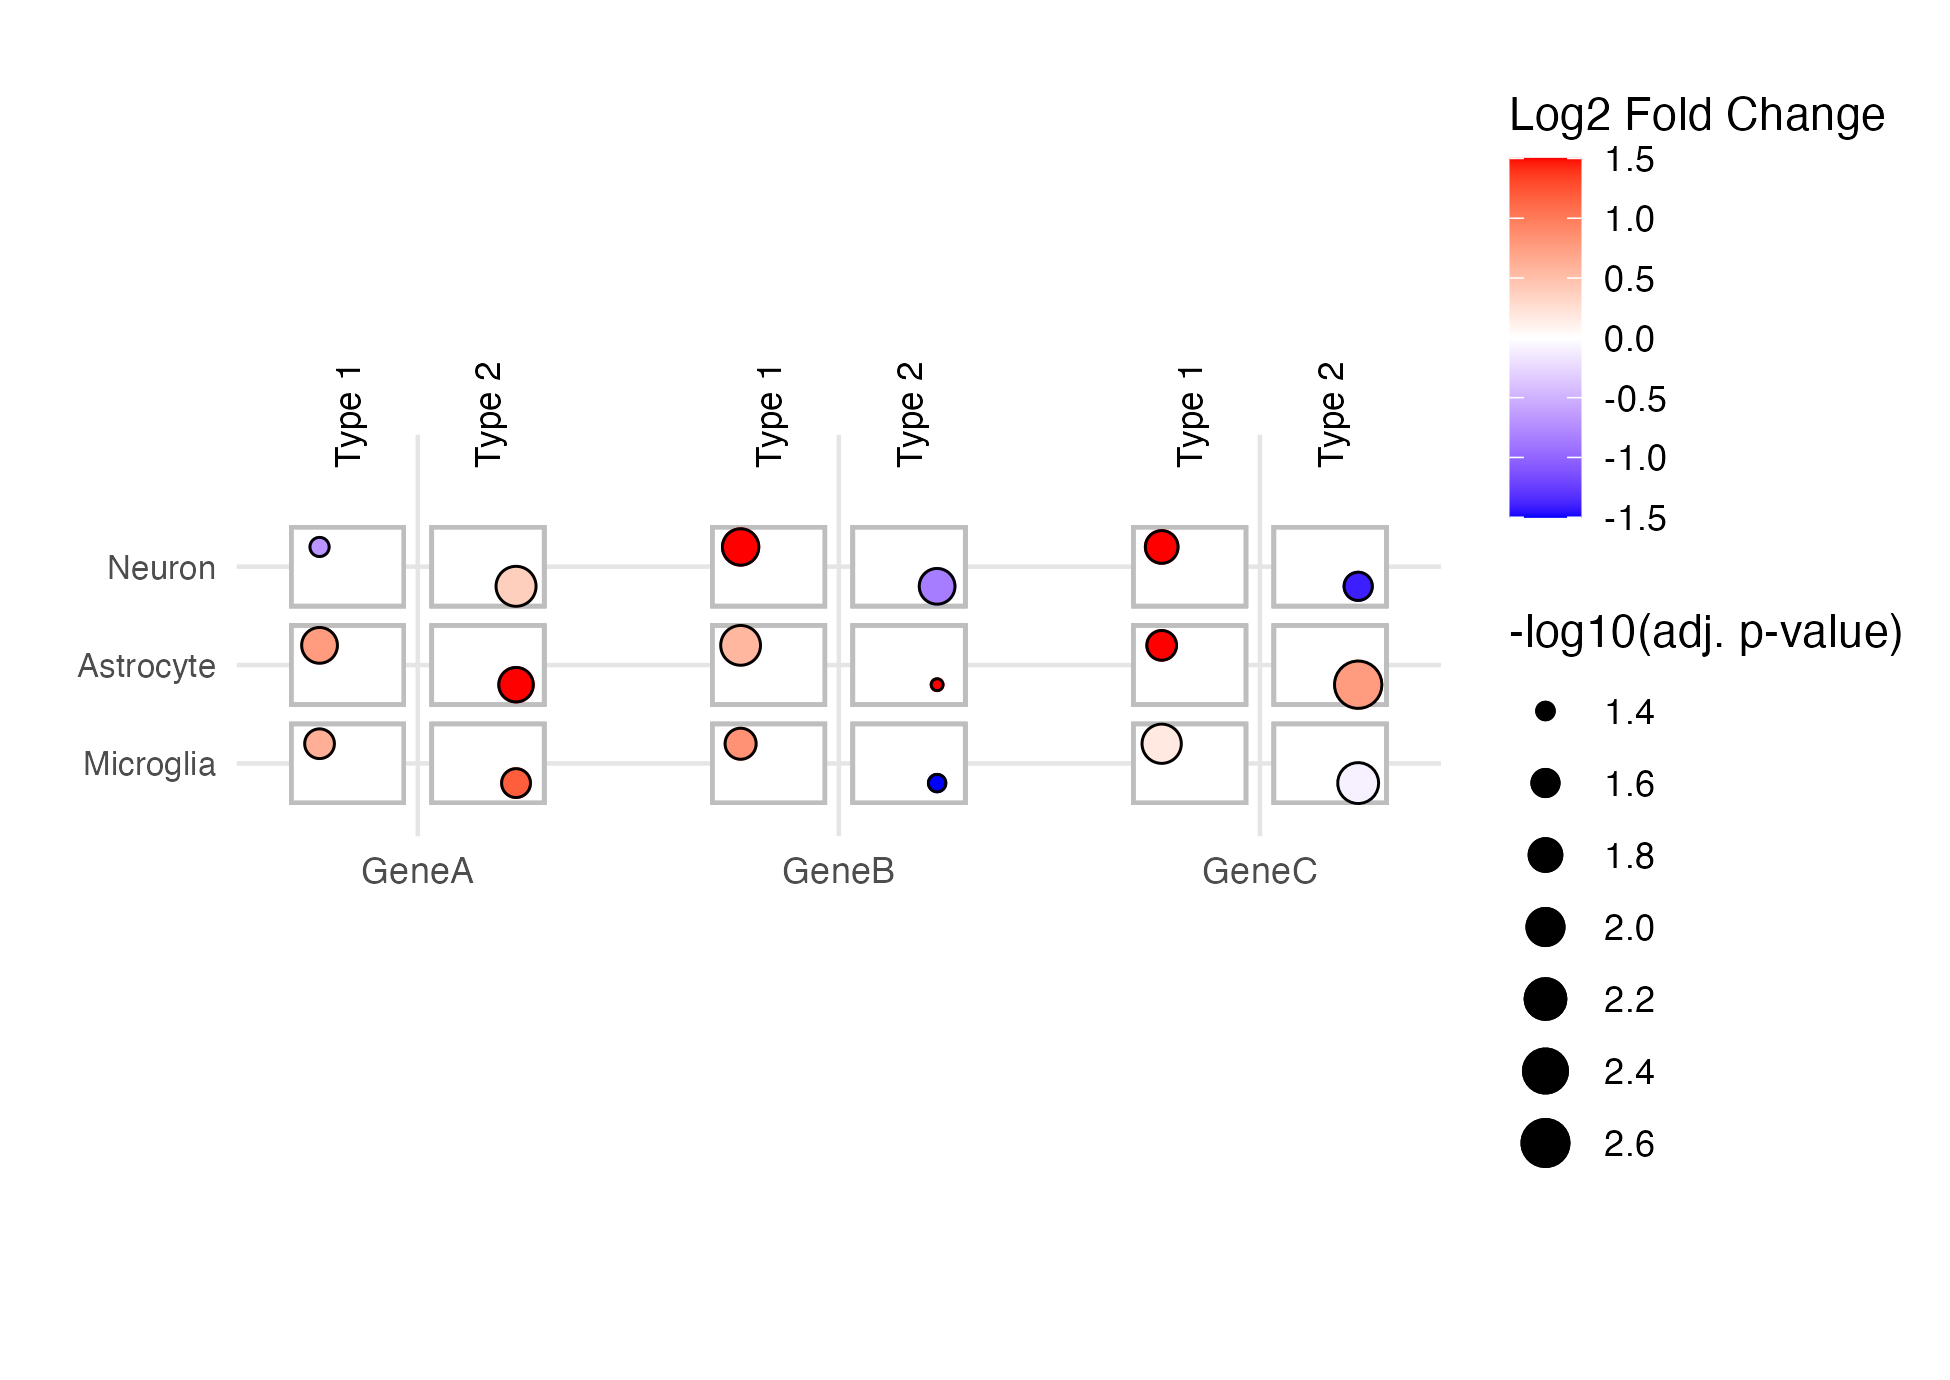 Log2 Fold Change
1.5
1.0
0.5
0.0
-0.5
-1.0
-1.5
Type 1
Type 2
Type 1
Type 2
Type 1
Type 2
Neuron
Astrocyte
Microglia
GeneA
GeneB
GeneC
-log10(adj. p-value)
1.4
1.6
1.8
2.0
2.2
2.4
2.6